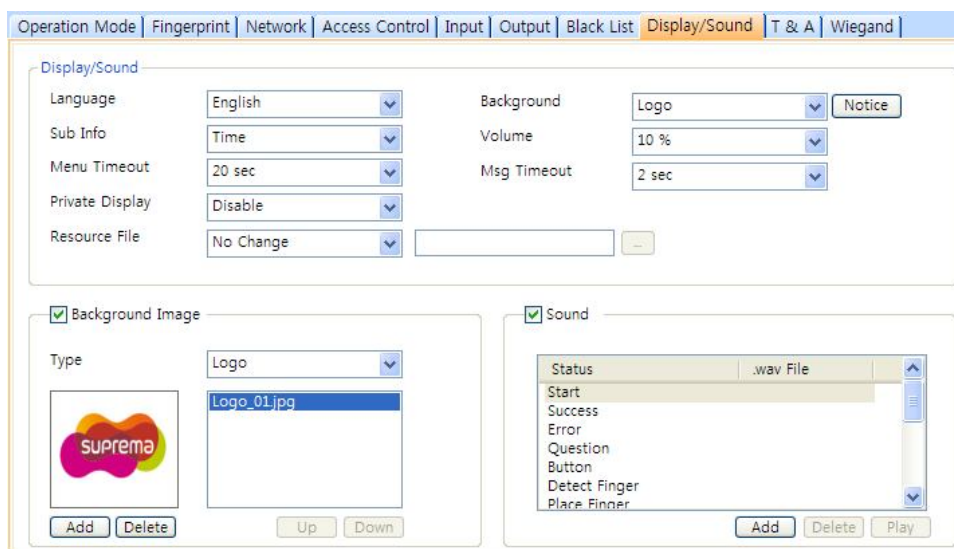 Operation Mode Fingerprint Network Access Control Input Output Black List Display/Sound T & A Wiegand
Display/Sound
Language English
Background Logo Notice
Sub Info Time
Volume 10 %
Menu Timeout 20 sec
Msg Timeout 2 sec
Private Display Disable
Resource File No Change ...
Background Image
Type Logo
suprema
Logo_01.jpg
Add Delete Up Down
Sound
Status .wav File
Start
Success
Error
Question
Button
Detect Finger
Place Finger
Add Delete Play